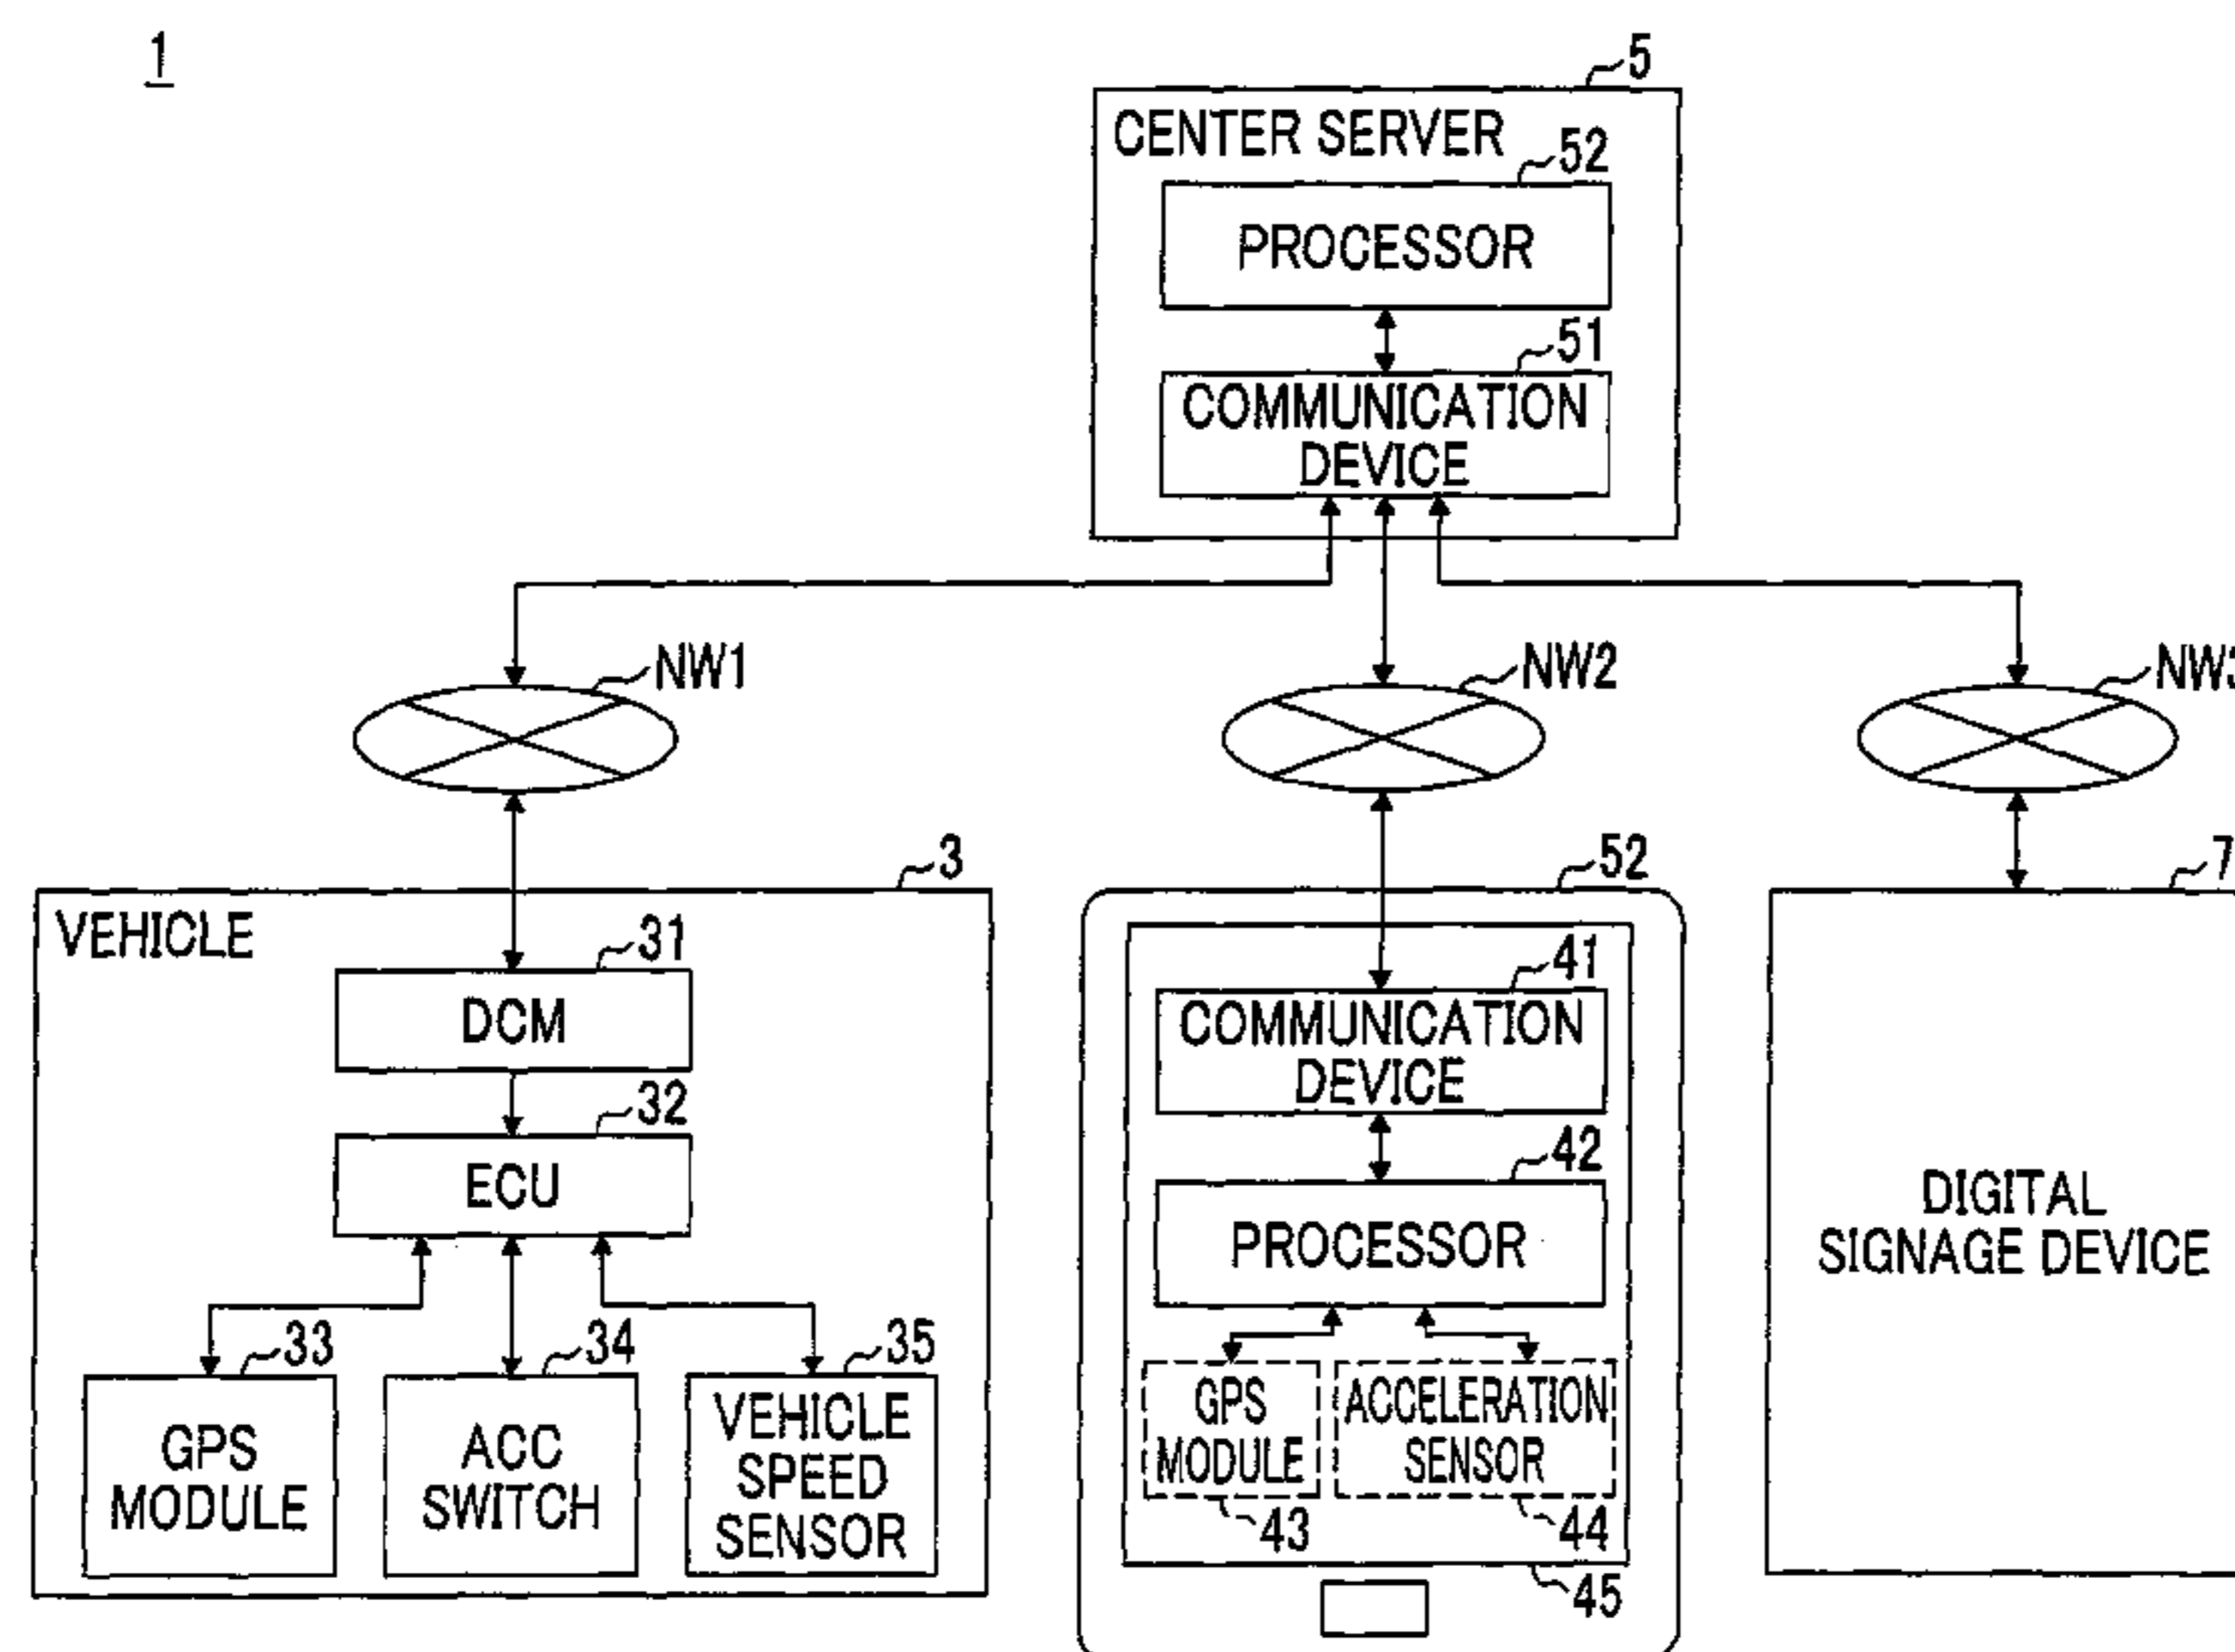 1
5
CENTER SERVER
52
PROCESSOR
51
COMMUNICATION
DEVICE
NW1
NW2
NW3
3
VEHICLE
31
DCM
32
ECU
33
GPS
MODULE
34
ACC
SWITCH
35
VEHICLE
SPEED
SENSOR
52
41
COMMUNICATION
DEVICE
42
PROCESSOR
GPS
MODULE
43
ACCELERATION
SENSOR
44
45
7
DIGITAL
SIGNAGE DEVICE